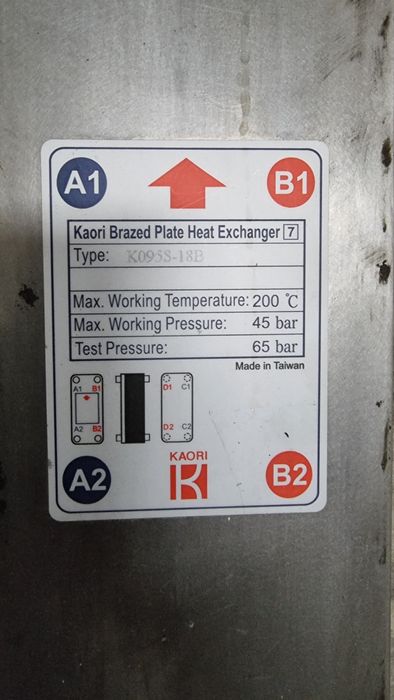 A1 B1
Kaori Brazed Plate Heat Exchanger 7
Type: K095S-18B
Max. Working Temperature: 200 ℃
Max. Working Pressure: 45 bar
Test Pressure: 65 bar
Made in Taiwan
A1 B1 D1 C1
A2 B2 D2 C2
KAORI
A2 B2